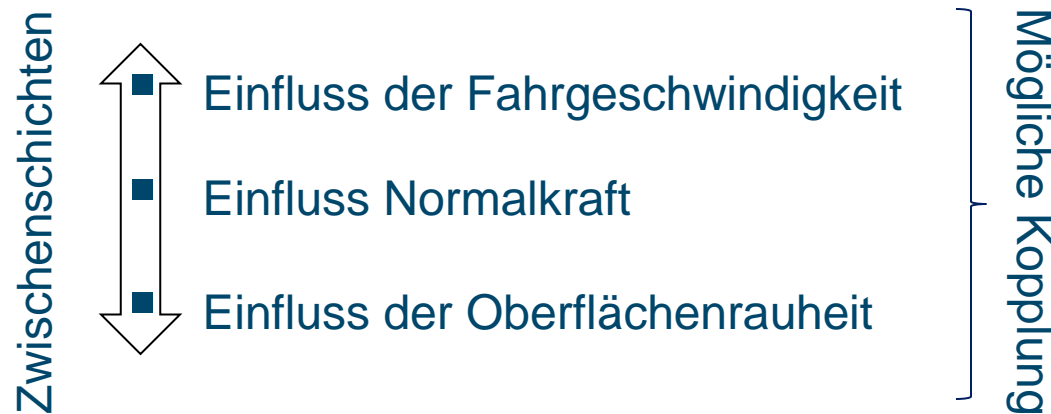 Zwischenschichten
Einfluss der Fahrgeschwindigkeit
Einfluss Normalkraft
Einfluss der Oberflächenrauheit
Mögliche Kopplung